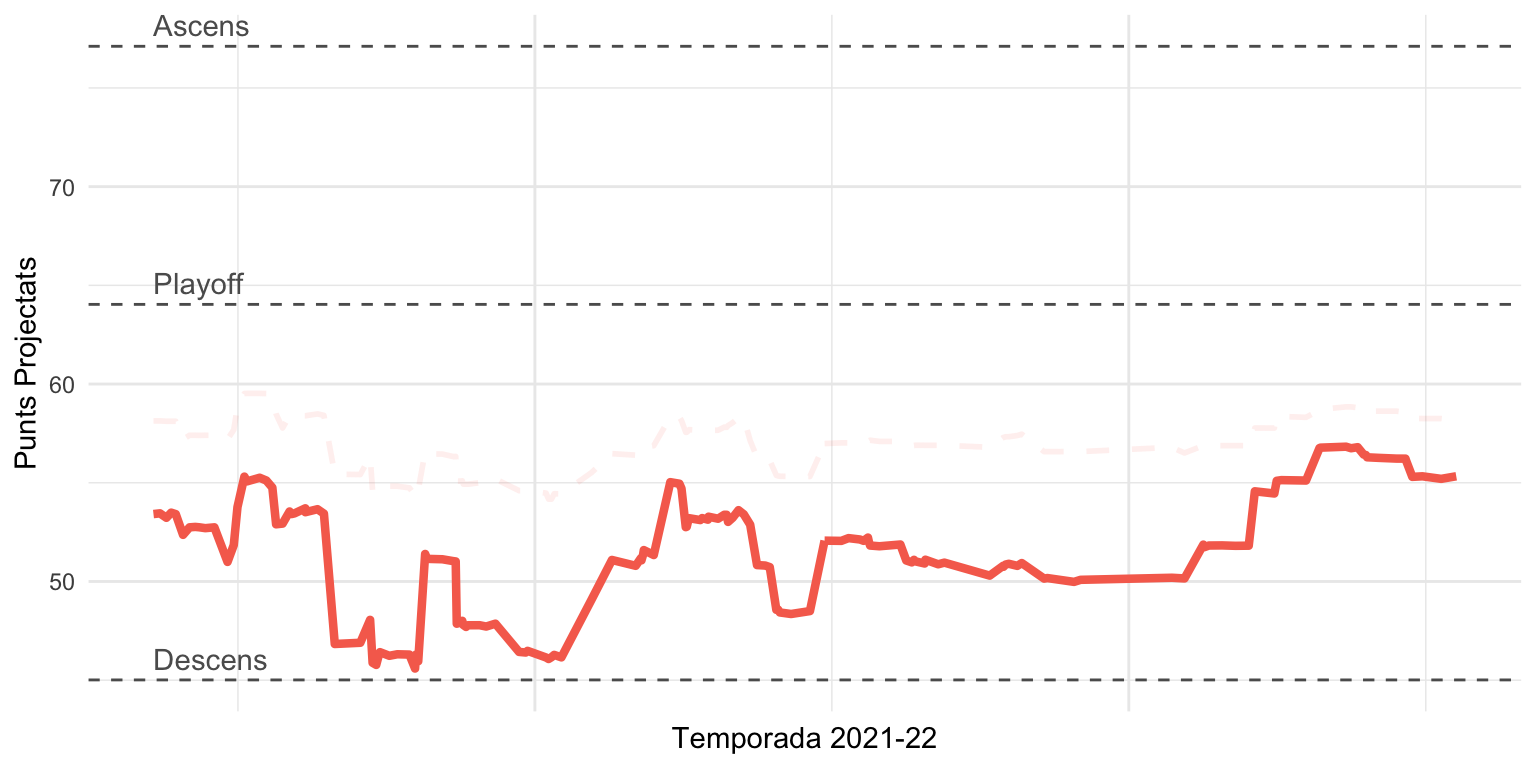 Ascens
70
Playoff
60
50
Descens
Punts Projectats
Temporada 2021-22